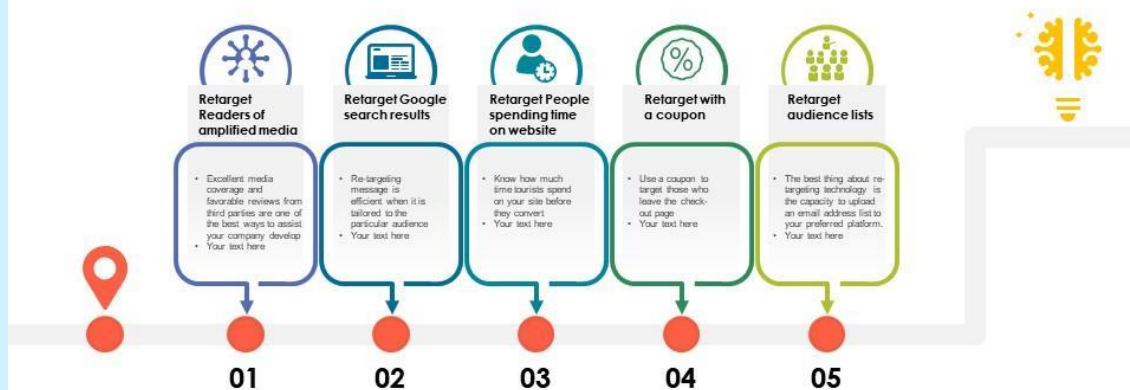 Retarget
Readers of
amplified media
• Excellent media
coverage and
favorable reviews from
third parties are one of
the best ways to assist
your company develop
• Your text here
01
Retarget Google
search results
• Re-targeting
message is
efficient when it is
tailored to the
particular audience
• Your text here
02
Retarget People
spending time
on website
• Know how much
time tourists spend
on your site before
they convert
• Your text here
03
%
Retarget with
a coupon
• Use a coupon to
target those who
leave the check-
out page
• Your text here
04
Retarget
audience lists
• The best thing about re-
targeting technology is
the capacity to upload
an email address list to
your preferred platform.
• Your text here
05